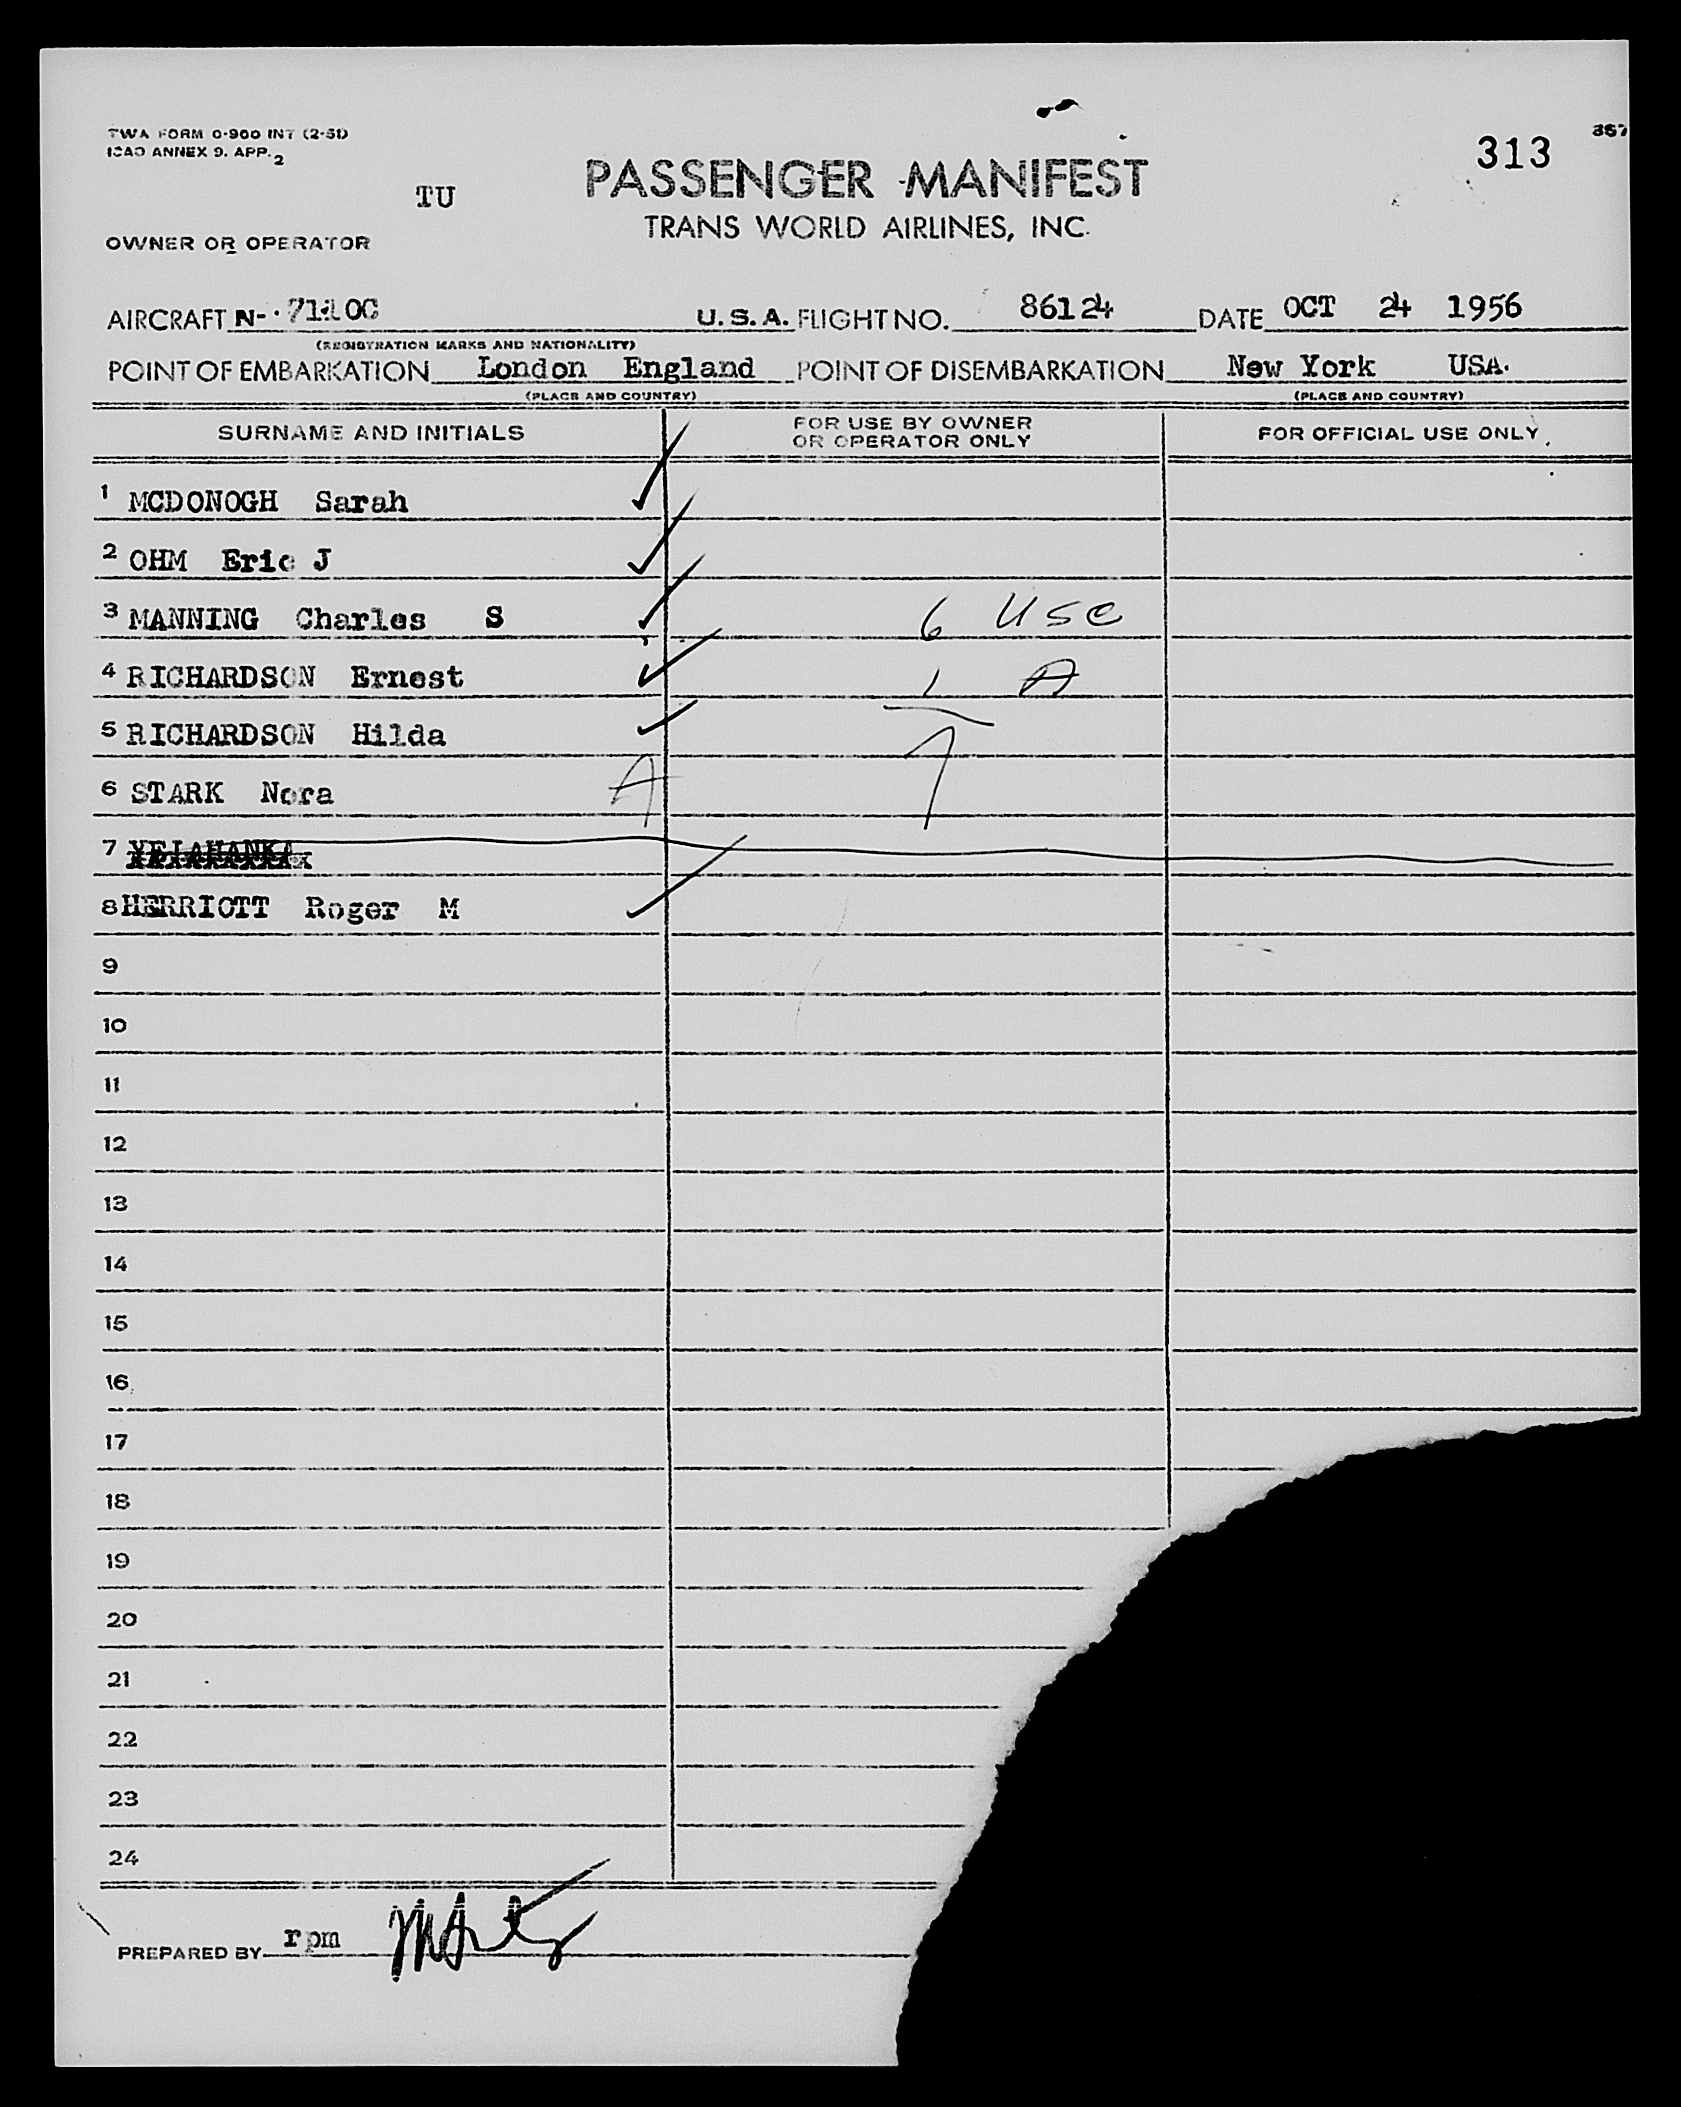 TWA FORM O-900 INT (2-51)
ICAO ANNEX 9. APP. 2
367
313
TU
PASSENGER MANIFEST
TRANS WORLD AIRLINES, INC.
OWNER OR OPERATOR
AIRCRAFT N- U.S.A. FLIGHT NO. 86124 DATE OCT 24 1956
(REGISTRATION MARKS AND NATIONALITY)
POINT OF EMBARKATION London England POINT OF DISEMBARKATION New York USA.
(PLACE AND COUNTRY) (PLACE AND COUNTRY)
SURNAME AND INITIALS FOR USE BY OWNER OR OPERATOR ONLY FOR OFFICIAL USE ONLY
1 MCDONOGH Sarah
2 OHM Eric J
3 MANNING Charles S 6 USC
4 RICHARDSON Ernest 1 A
5 RICHARDSON Hilda 7
6 STARK Nora A
7
8 HERRIOTT Roger M
9
10
11
12
13
14
15
16
17
18
19
20
21
22
23
24
PREPARED BY rpm